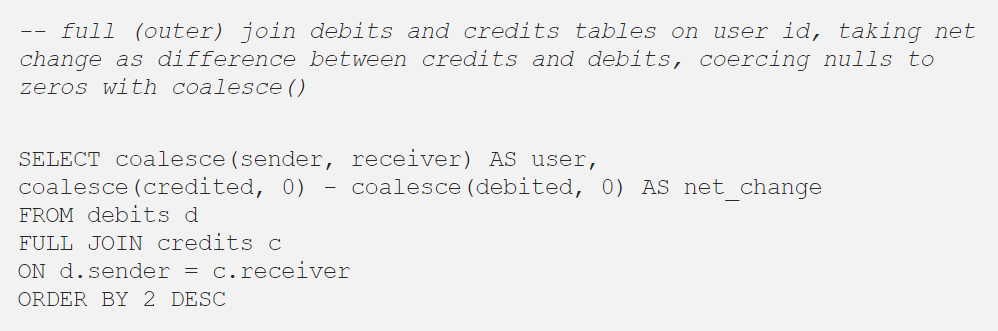 -- full (outer) join debits and credits tables on user id, taking net
change as difference between credits and debits, coercing nulls to
zeros with coalesce()
SELECT coalesce(sender, receiver) AS user,
coalesce(credited, 0) - coalesce(debited, 0) AS net_change
FROM debits d
FULL JOIN credits c
ON d.sender = c.receiver
ORDER BY 2 DESC